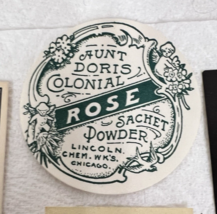 AUNT
DORIS
COLONIAL
ROSE
SACHET
POWDER
LINCOLN.
CHEM. WK'S.
CHICAGO.